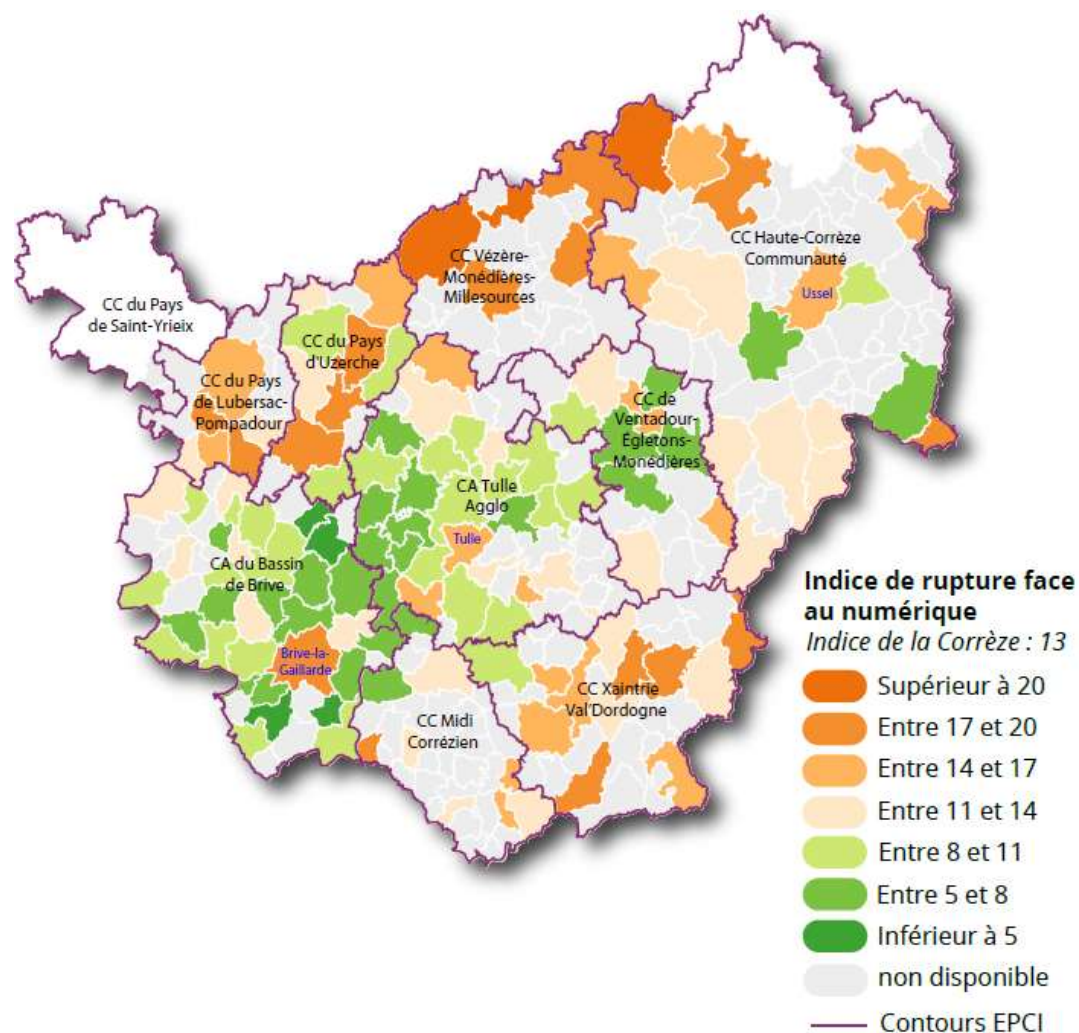 CC Haute-Corrèze
Communauté
Ussel
CC Vézère-
Monédières-
Millesources
CC du Pays
de Saint-Yrieix
CC du Pays
d'Uzerche
CC du Pays
de Lubersac-
Pompadour
CC de
Ventadour-
Égletons-
Monédières
CA Tulle
Agglo
Tulle
CA du Bassin
de Brive
Brive-la-
Gaillarde
CC Xaintrie
Val'Dordogne
CC Midi
Corrézien
Indice de rupture face
au numérique
Indice de la Corrèze : 13
Supérieur à 20
Entre 17 et 20
Entre 14 et 17
Entre 11 et 14
Entre 8 et 11
Entre 5 et 8
Inférieur à 5
non disponible
Contours EPCI